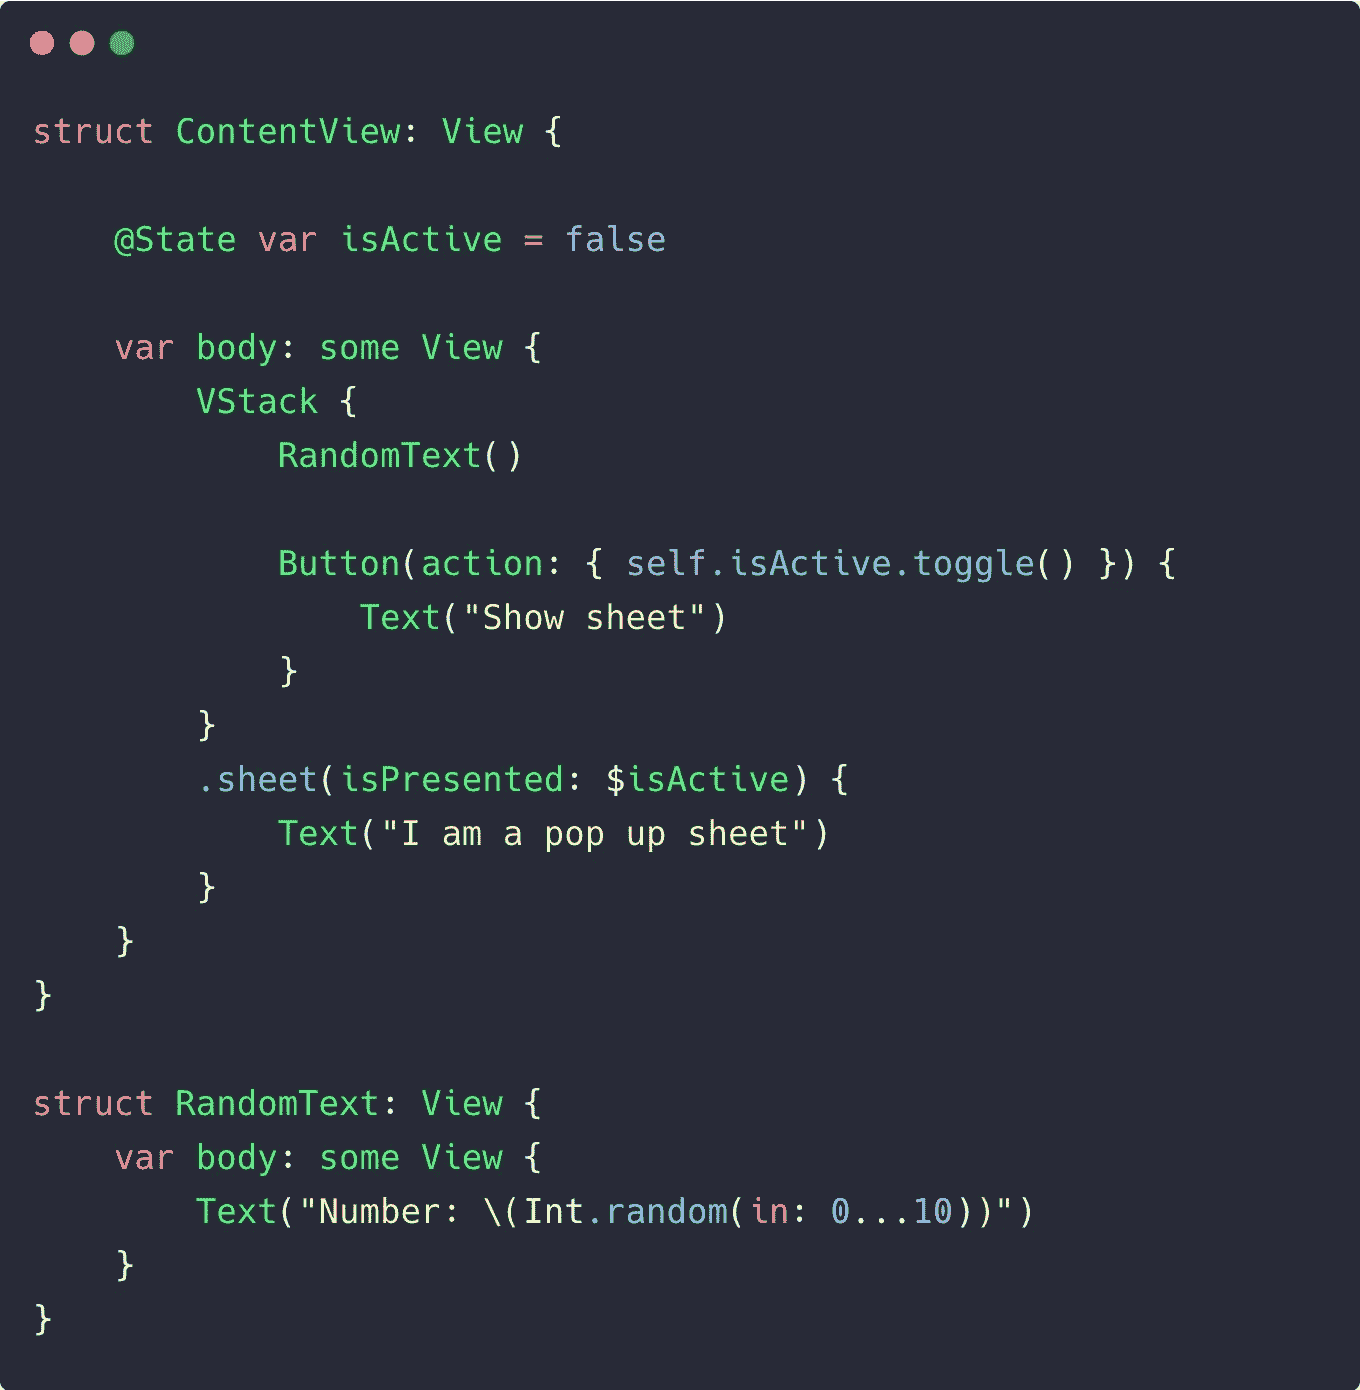 struct ContentView: View {
    @State var isActive = false
    var body: some View {
        VStack {
            RandomText()
            Button(action: { self.isActive.toggle() }) {
                Text("Show sheet")
            }
        }
        .sheet(isPresented: $isActive) {
            Text("I am a pop up sheet")
        }
    }
}
struct RandomText: View {
    var body: some View {
        Text("Number: \(Int.random(in: 0...10))")
    }
}